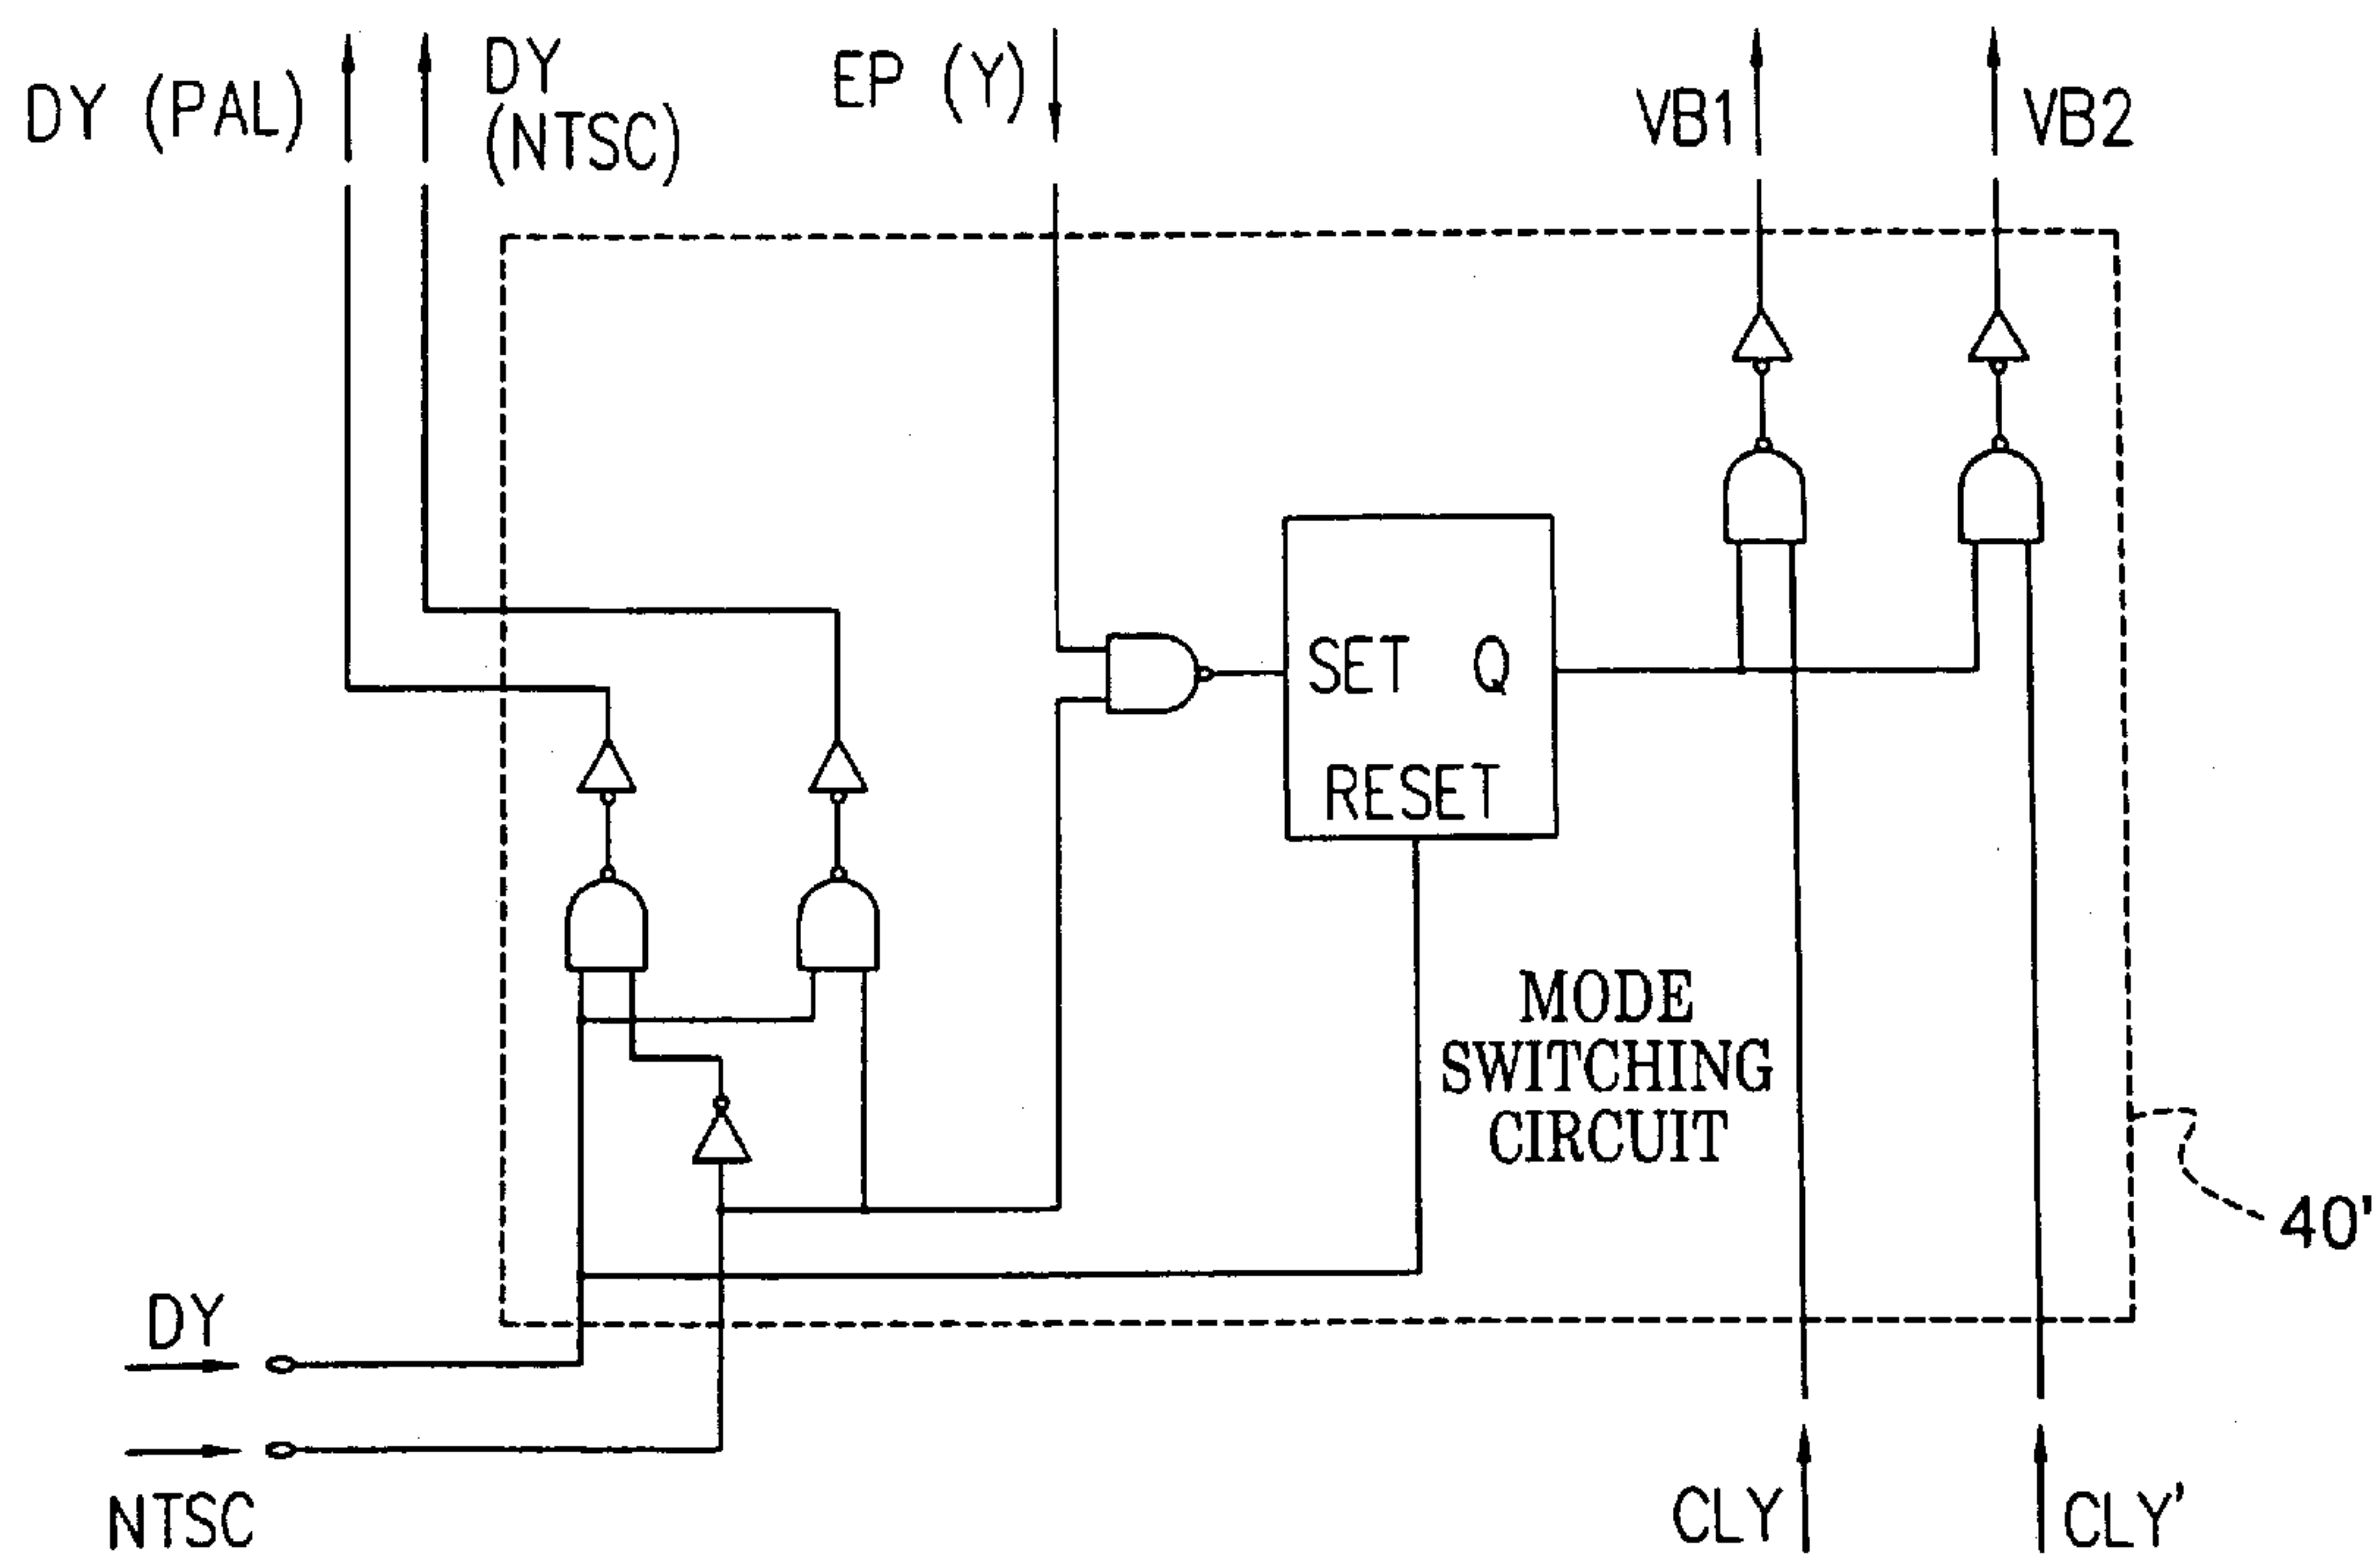 DY (PAL)
DY
(NTSC)
EP (Y)
VB1
VB2
SET Q
RESET
MODE
SWITCHING
CIRCUIT
40'
DY
NTSC
CLY
CLY'